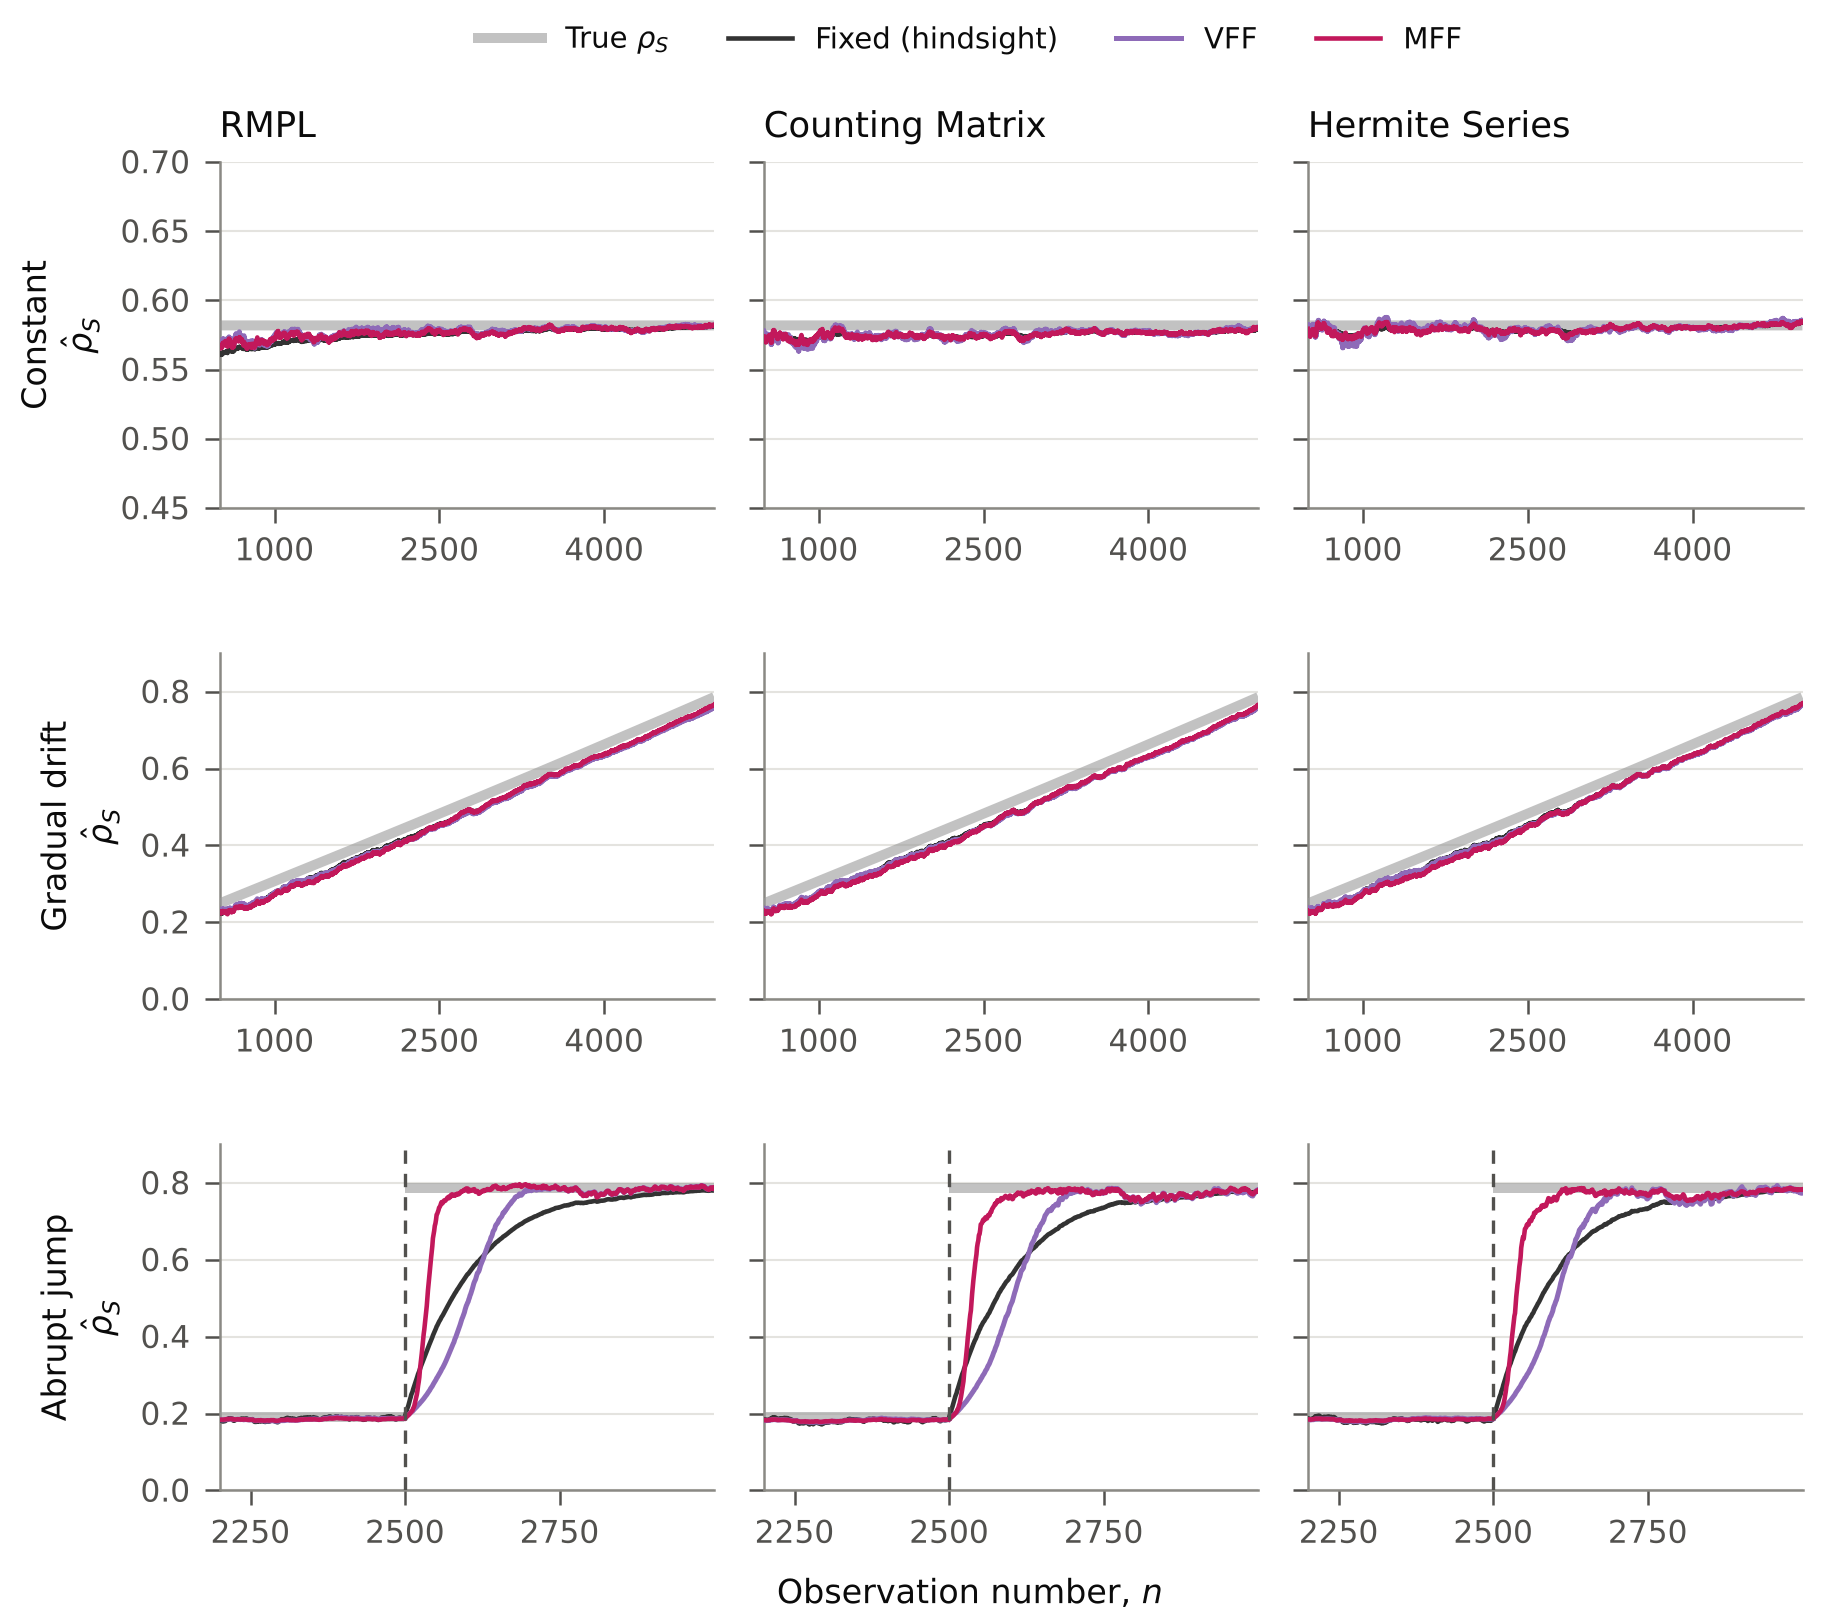 True ρS Fixed (hindsight) VFF MFF
RMPL Counting Matrix Hermite Series
Constant
ρ̂S
0.70
0.65
0.60
0.55
0.50
0.45
1000 2500 4000 1000 2500 4000 1000 2500 4000
Gradual drift
ρ̂S
0.8
0.6
0.4
0.2
0.0
1000 2500 4000 1000 2500 4000 1000 2500 4000
Abrupt jump
ρ̂S
0.8
0.6
0.4
0.2
0.0
2250 2500 2750 2250 2500 2750 2250 2500 2750
Observation number, n